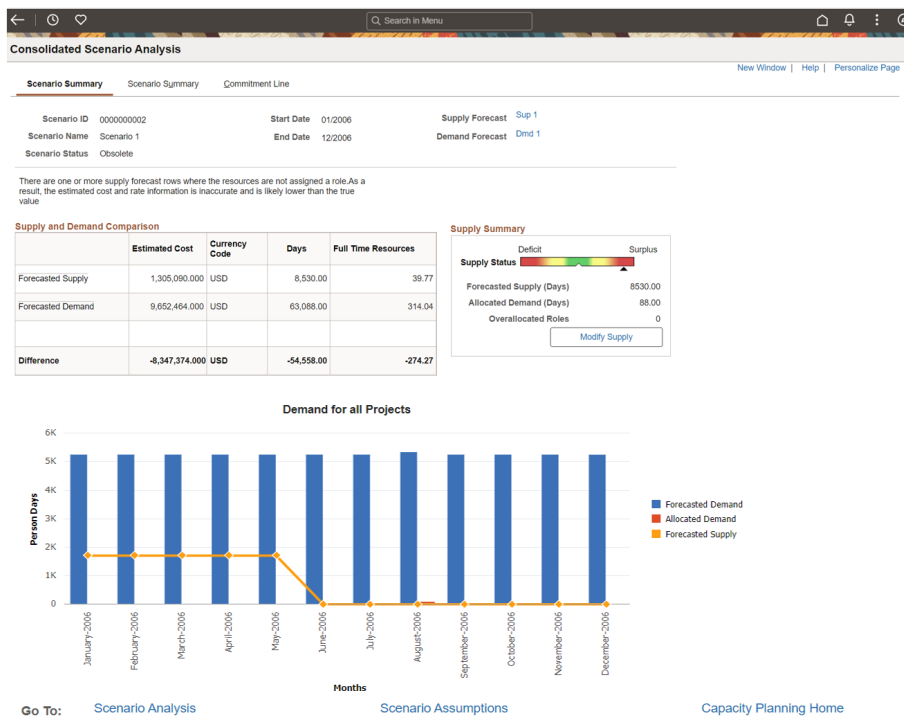 Search in Menu
Consolidated Scenario Analysis
New Window | Help | Personalize Page
Scenario Summary Scenario Summary Commitment Line
Scenario ID 0000000002 Start Date 01/2006 Supply Forecast Sup 1
Scenario Name Scenario 1 End Date 12/2006 Demand Forecast Dmd 1
Scenario Status Obsolete
There are one or more supply forecast rows where the resources are not assigned a role.As a
result, the estimated cost and rate information is inaccurate and is likely lower than the true
value
Supply and Demand Comparison
Estimated Cost Currency Code Days Full Time Resources
Forecasted Supply 1,305,090.000 USD 8,530.00 39.77
Forecasted Demand 9,652,464.000 USD 63,088.00 314.04
Difference -8,347,374.000 USD -54,558.00 -274.27
Supply Summary
Deficit Surplus
Supply Status
Forecasted Supply (Days) 8530.00
Allocated Demand (Days) 88.00
Overallocated Roles 0
Modify Supply
Demand for all Projects
6K
5K
4K
3K
2K
1K
0
Person Days
January-2006
February-2006
March-2006
April-2006
May-2006
June-2006
July-2006
August-2006
September-2006
October-2006
November-2006
December-2006
Months
Forecasted Demand
Allocated Demand
Forecasted Supply
Go To: Scenario Analysis Scenario Assumptions Capacity Planning Home